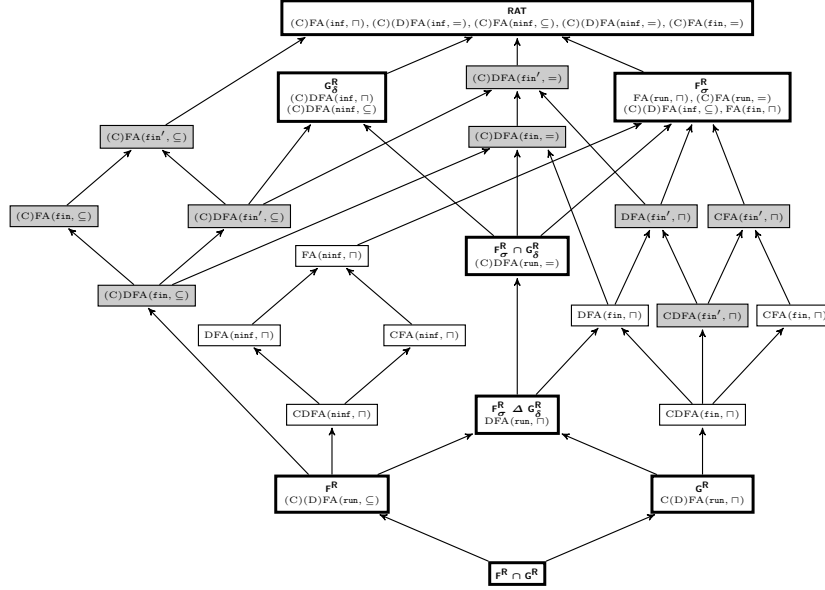 RAT
(C)FA(inf, ⊓), (C)(D)FA(inf, =), (C)FA(ninf, ⊆), (C)(D)FA(ninf, =), (C)FA(fin, =)
(C)DFA(fin′, =)
G^R_δ
(C)DFA(inf, ⊓)
(C)DFA(ninf, ⊆)
F^R_σ
FA(run, ⊓), (C)FA(run, =)
(C)(D)FA(inf, ⊆), FA(fin, ⊓)
(C)FA(fin′, ⊆)
(C)DFA(fin, =)
(C)FA(fin, ⊆)
(C)DFA(fin′, ⊆)
DFA(fin′, ⊓)
CFA(fin′, ⊓)
FA(ninf, ⊓)
F^R_σ ∩ G^R_δ
(C)DFA(run, =)
(C)DFA(fin, ⊆)
DFA(ninf, ⊓)
CFA(ninf, ⊓)
DFA(fin, ⊓)
CDFA(fin′, ⊓)
CFA(fin, ⊓)
CDFA(ninf, ⊓)
F^R_σ Δ G^R_δ
DFA(run, ⊓)
CDFA(fin, ⊓)
F^R
(C)(D)FA(run, ⊆)
G^R
C(D)FA(run, ⊓)
F^R ∩ G^R